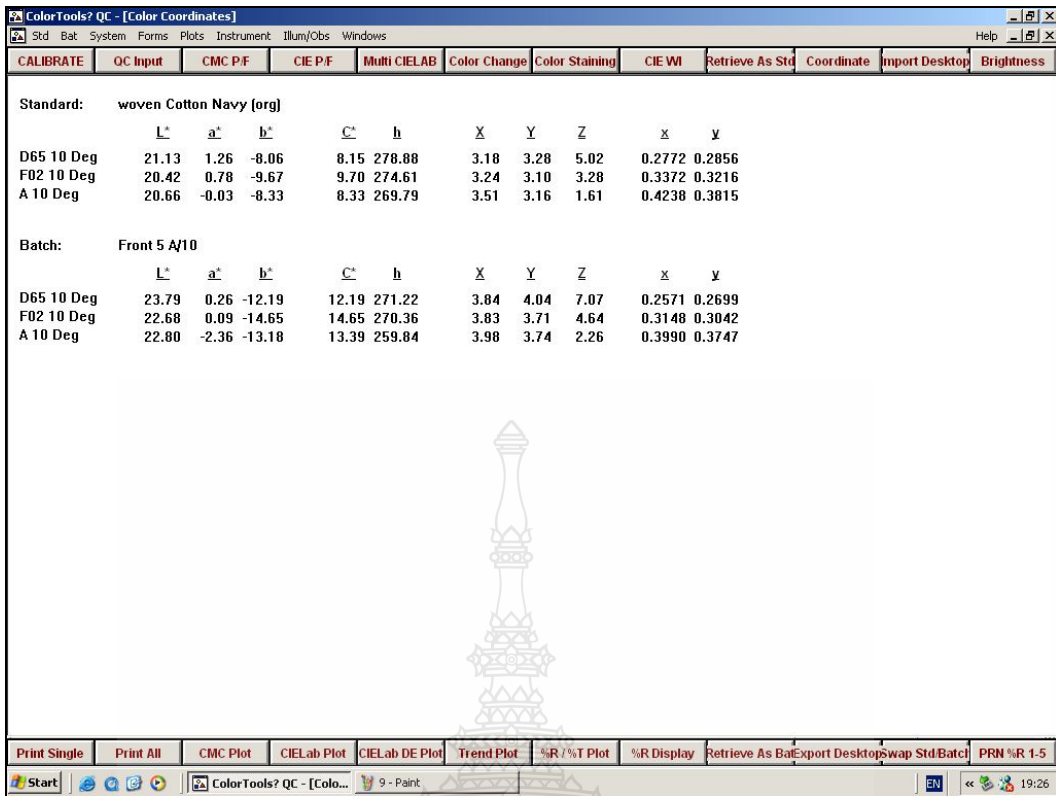 ColorTools? QC - [Color Coordinates]
Std Bat System Forms Plots Instrument Illum/Obs Windows Help
CALIBRATE QC Input CMC P/F CIE P/F Multi CIELAB Color Change Color Staining CIE WI Retrieve As Std Coordinate Import Desktop Brightness
Standard: woven Cotton Navy (org)
L* a* b* C* h X Y Z x y
D65 10 Deg 21.13 1.26 -8.06 8.15 278.88 3.18 3.28 5.02 0.2772 0.2856
F02 10 Deg 20.42 0.78 -9.67 9.70 274.61 3.24 3.10 3.28 0.3372 0.3216
A 10 Deg 20.66 -0.03 -8.33 8.33 269.79 3.51 3.16 1.61 0.4238 0.3815
Batch: Front 5 A/10
L* a* b* C* h X Y Z x y
D65 10 Deg 23.79 0.26 -12.19 12.19 271.22 3.84 4.04 7.07 0.2571 0.2699
F02 10 Deg 22.68 0.09 -14.65 14.65 270.36 3.83 3.71 4.64 0.3148 0.3042
A 10 Deg 22.80 -2.36 -13.18 13.39 259.84 3.98 3.74 2.26 0.3990 0.3747
Print Single Print All CMC Plot CIELab Plot CIELab DE Plot Trend Plot %R / %T Plot %R Display Retrieve As Bat Export Desktop Swap Std/Batch PRN %R 1-5
Start ColorTools? QC - [Colo... 9 - Paint EN « 19:26